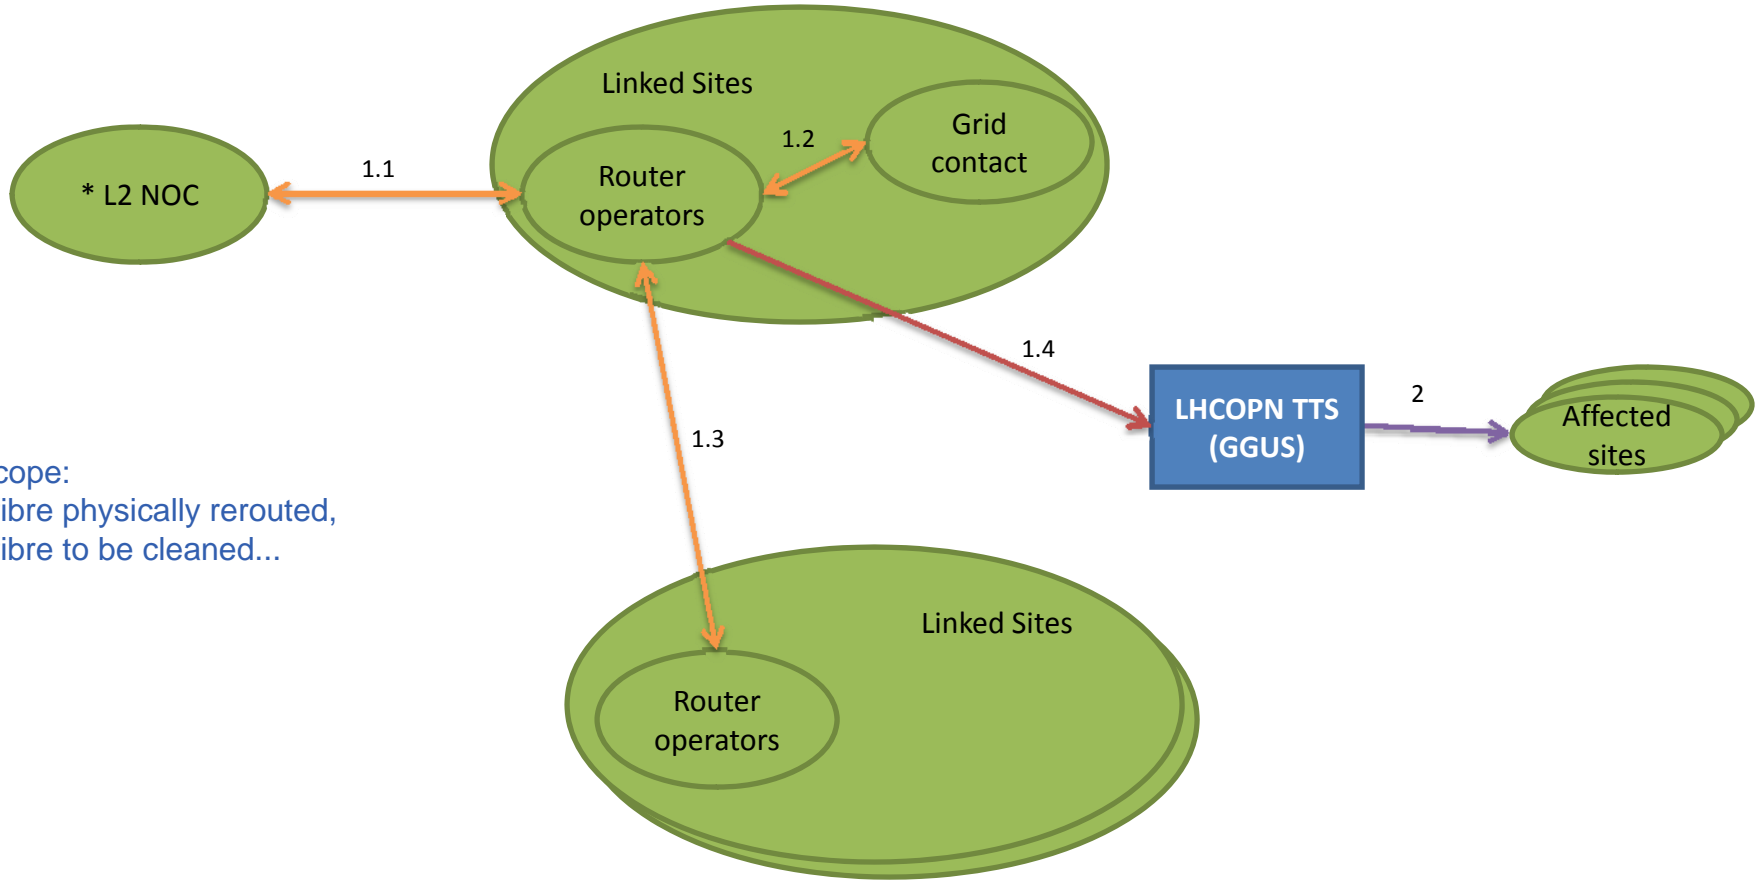 Linked Sites
Grid
contact
1.2
1.1
Router
operators
* L2 NOC
1.4
LHCOPN TTS
(GGUS)
2
Affected
sites
1.3
cope:
ibre physically rerouted,
ibre to be cleaned...
Linked Sites
Router
operators